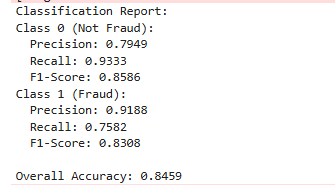 Classification Report:
Class 0 (Not Fraud):
Precision: 0.7949
Recall: 0.9333
F1-Score: 0.8586
Class 1 (Fraud):
Precision: 0.9188
Recall: 0.7582
F1-Score: 0.8308
Overall Accuracy: 0.8459